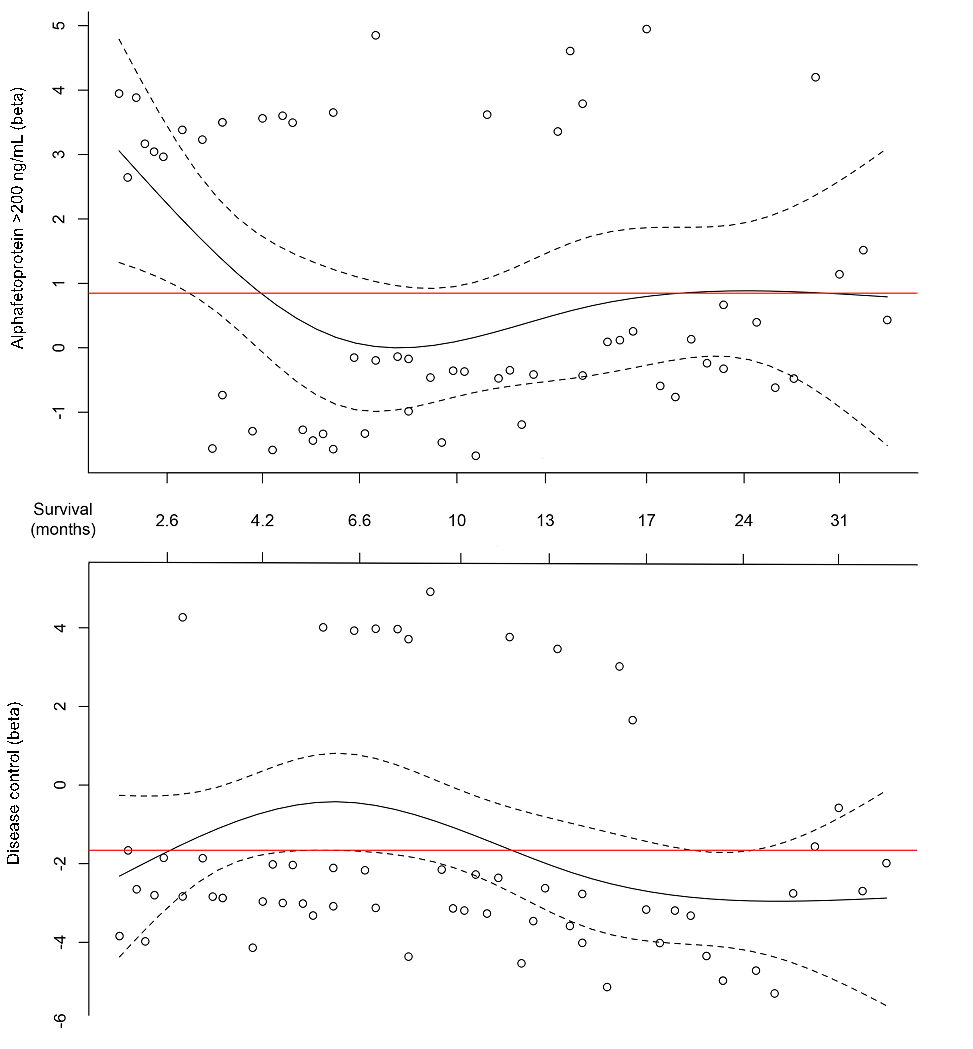 Alphafetoprotein >200 ng/mL (beta)
5
4
3
2
1
0
-1
Survival
(months)
2.6 4.2 6.6 10 13 17 24 31
Disease control (beta)
4
2
0
-2
-4
-6